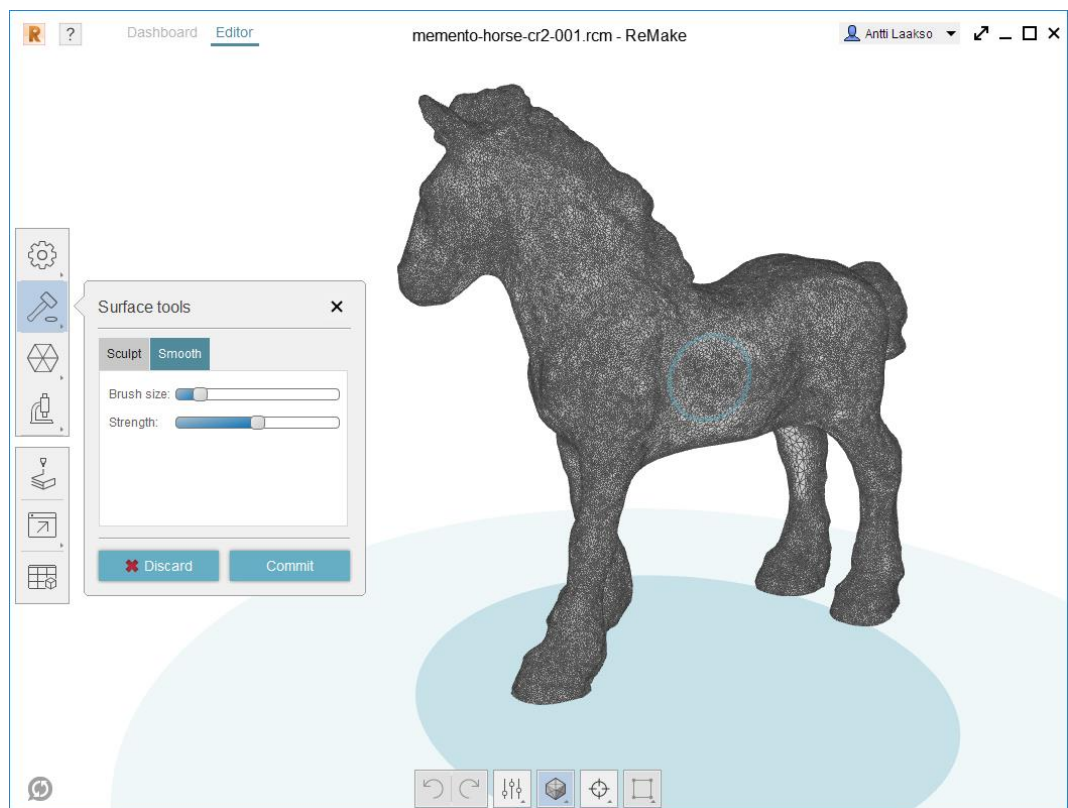 R ? Dashboard Editor memento-horse-cr2-001.rcm - ReMake Antti Laakso
Surface tools
Sculpt Smooth
Brush size:
Strength:
Discard Commit